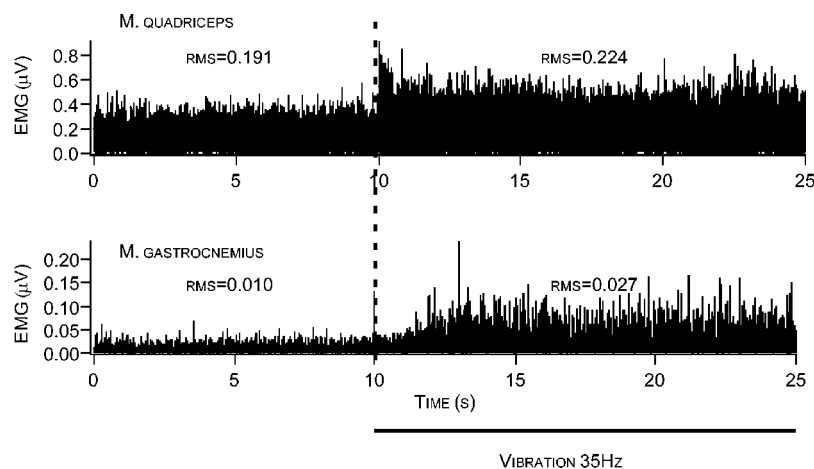 M. QUADRICEPS
RMS=0.191 RMS=0.224
EMG (µV)
0.8
0.6
0.4
0.2
0.0
0 5 10 15 20 25
M. GASTROCNEMIUS
RMS=0.010 RMS=0.027
EMG (µV)
0.20
0.15
0.10
0.05
0.00
0 5 10 15 20 25
TIME (S)
VIBRATION 35HZ